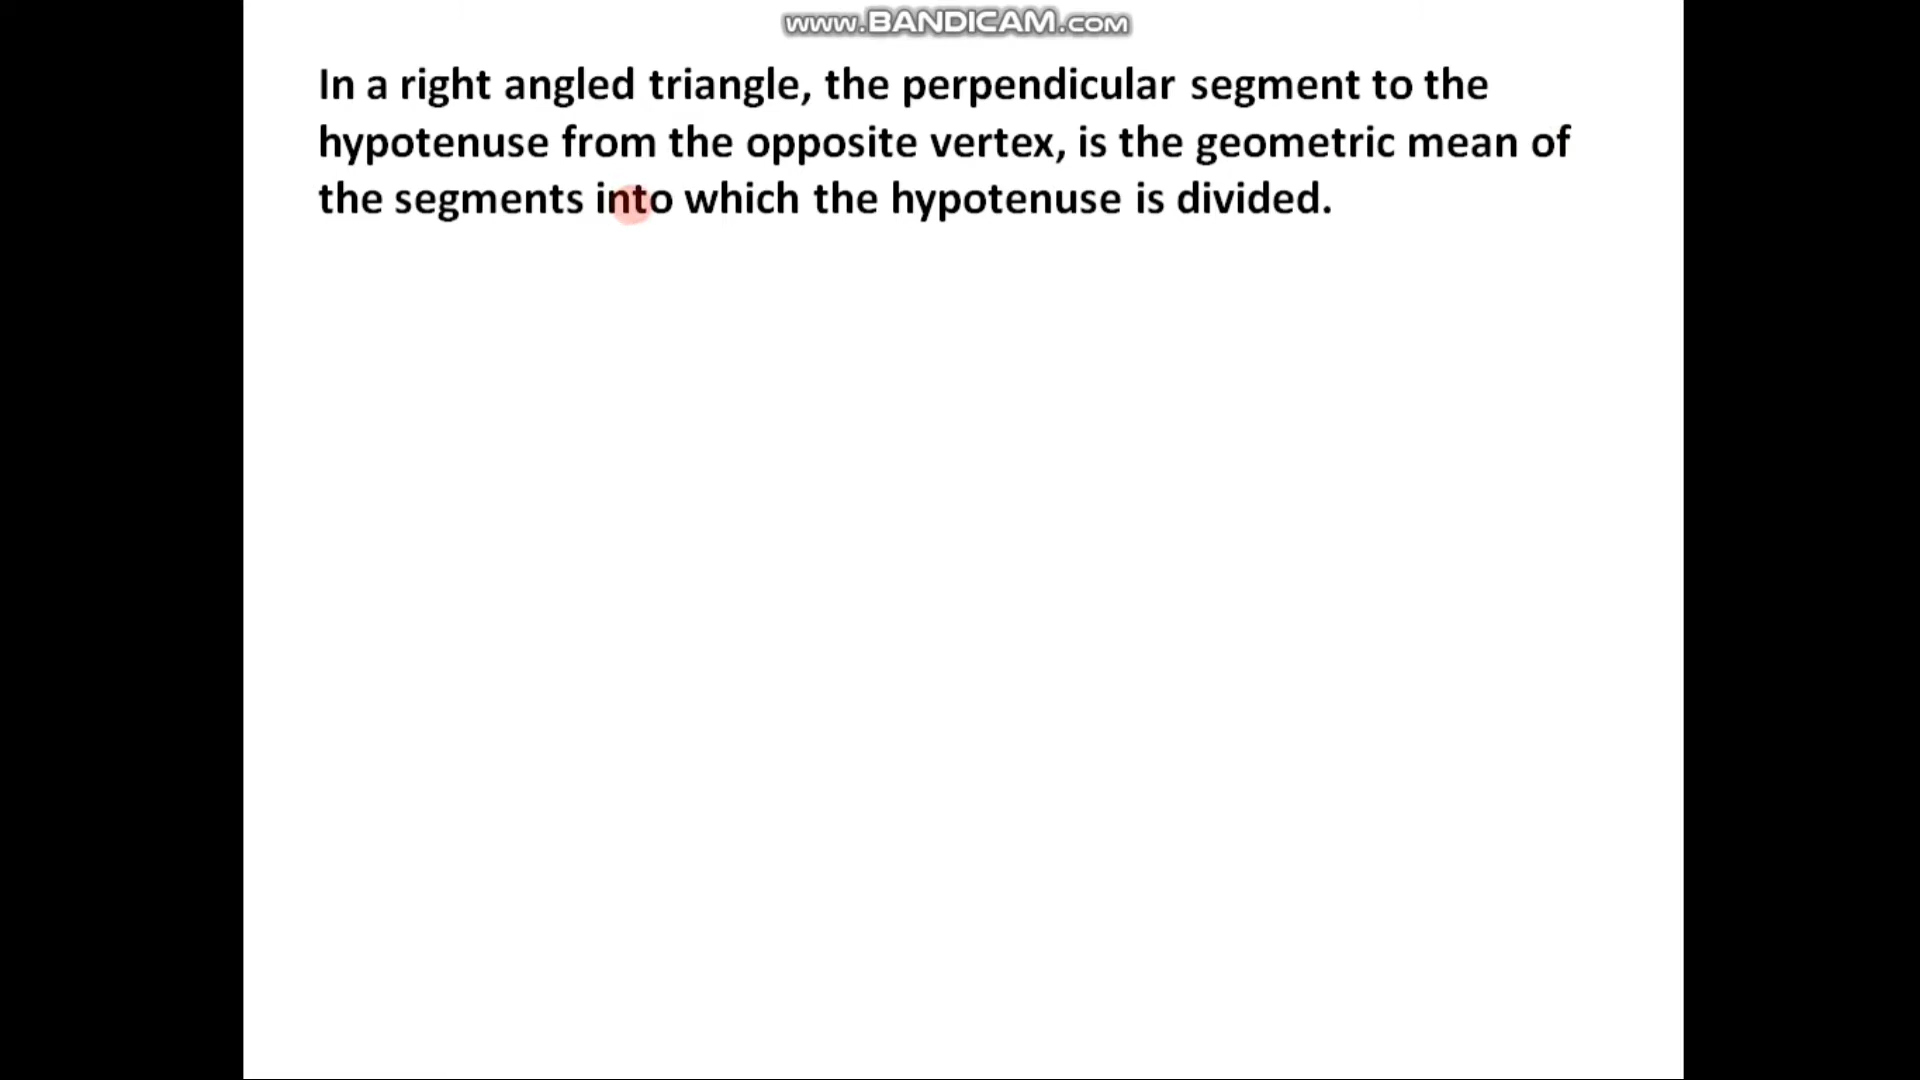 www.BANDICAM.com
In a right angled triangle, the perpendicular segment to the
hypotenuse from the opposite vertex, is the geometric mean of
the segments into which the hypotenuse is divided.